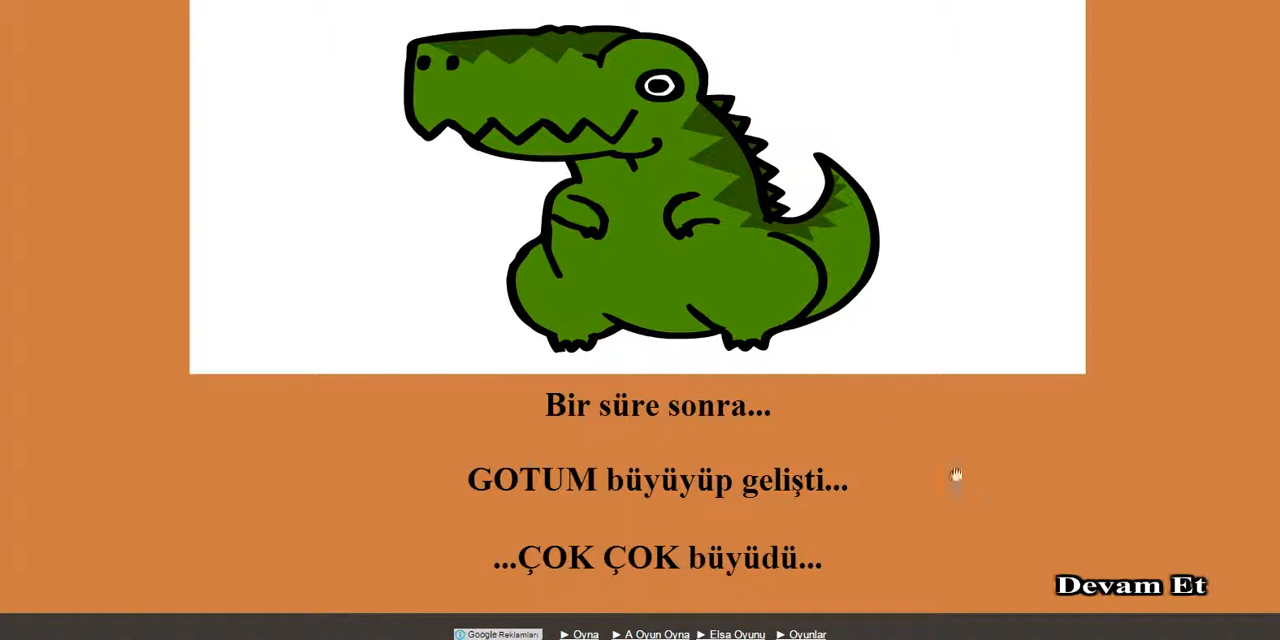 Bir süre sonra...
GOTUM büyüyüp gelişti...
...ÇOK ÇOK büyüdü...
Devam Et
Google Reklamları ► Oyna ► A Oyun Oyna ► Elsa Oyunu ► Oyunlar